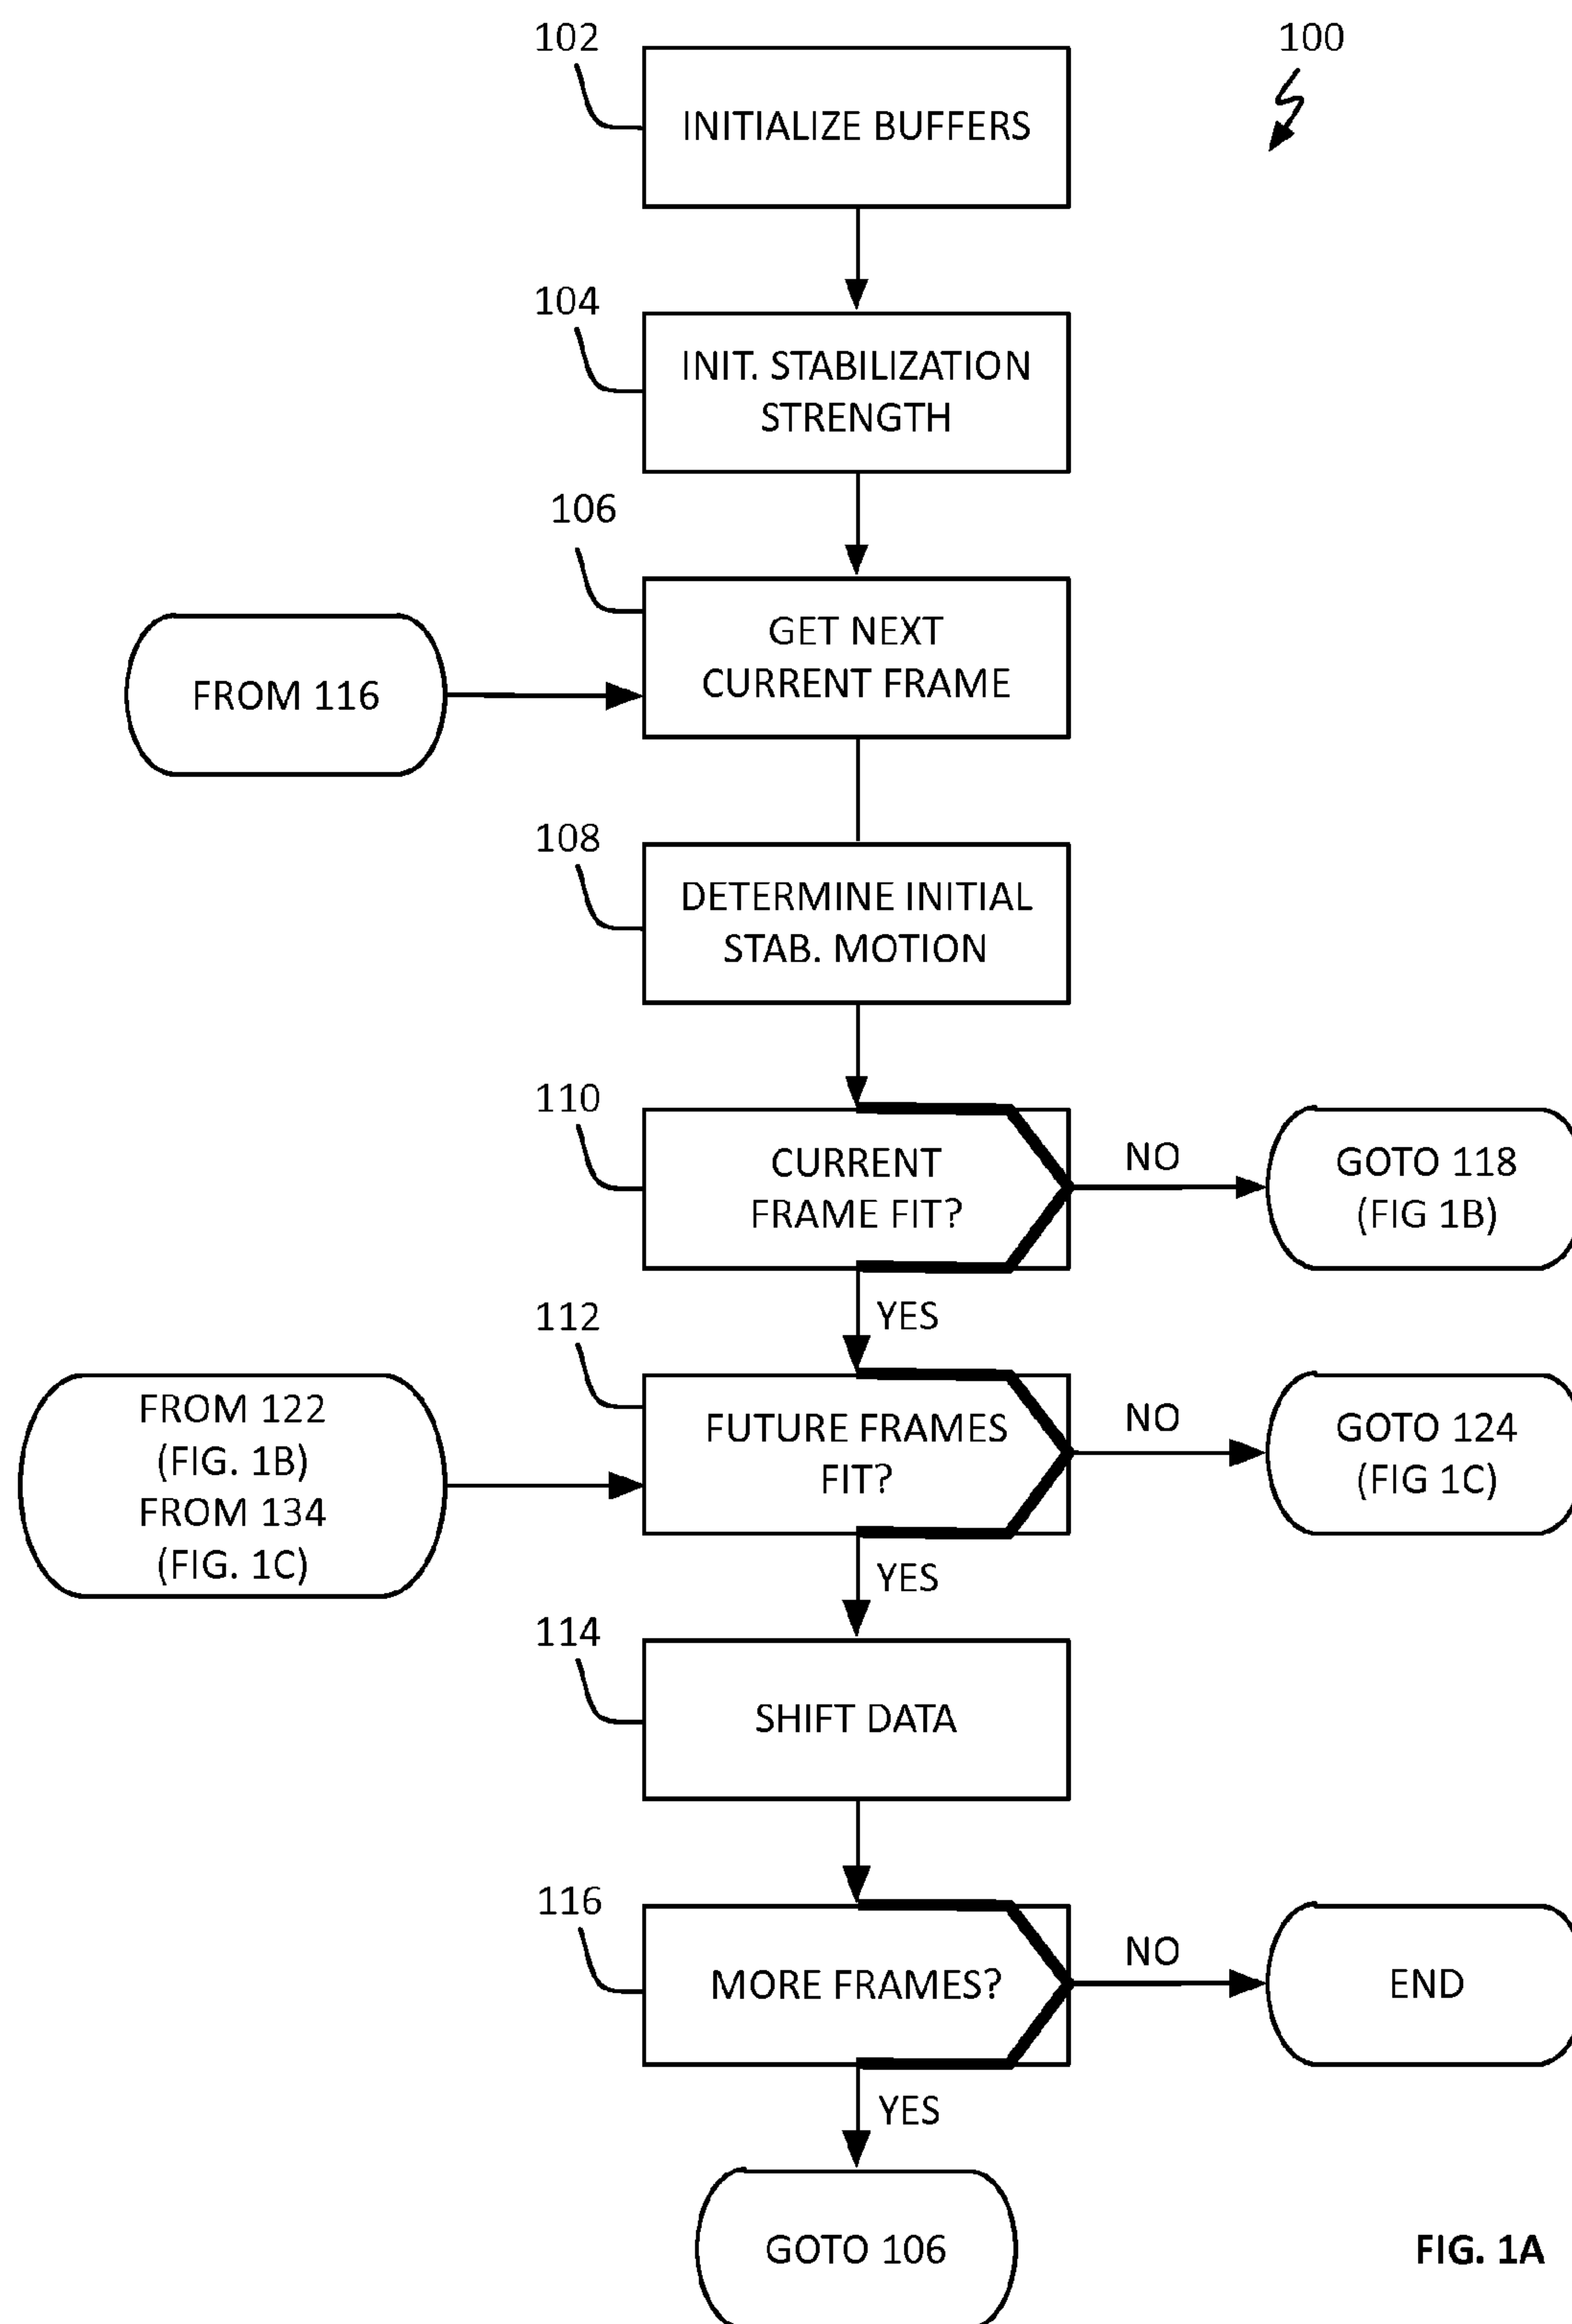 102
100
INITIALIZE BUFFERS
104
INIT. STABILIZATION
STRENGTH
106
GET NEXT
CURRENT FRAME
FROM 116
108
DETERMINE INITIAL
STAB. MOTION
110
CURRENT
FRAME FIT?
NO
GOTO 118
(FIG 1B)
YES
112
FROM 122
(FIG. 1B)
FROM 134
(FIG. 1C)
FUTURE FRAMES
FIT?
NO
GOTO 124
(FIG 1C)
YES
114
SHIFT DATA
116
MORE FRAMES?
NO
END
YES
GOTO 106
FIG. 1A